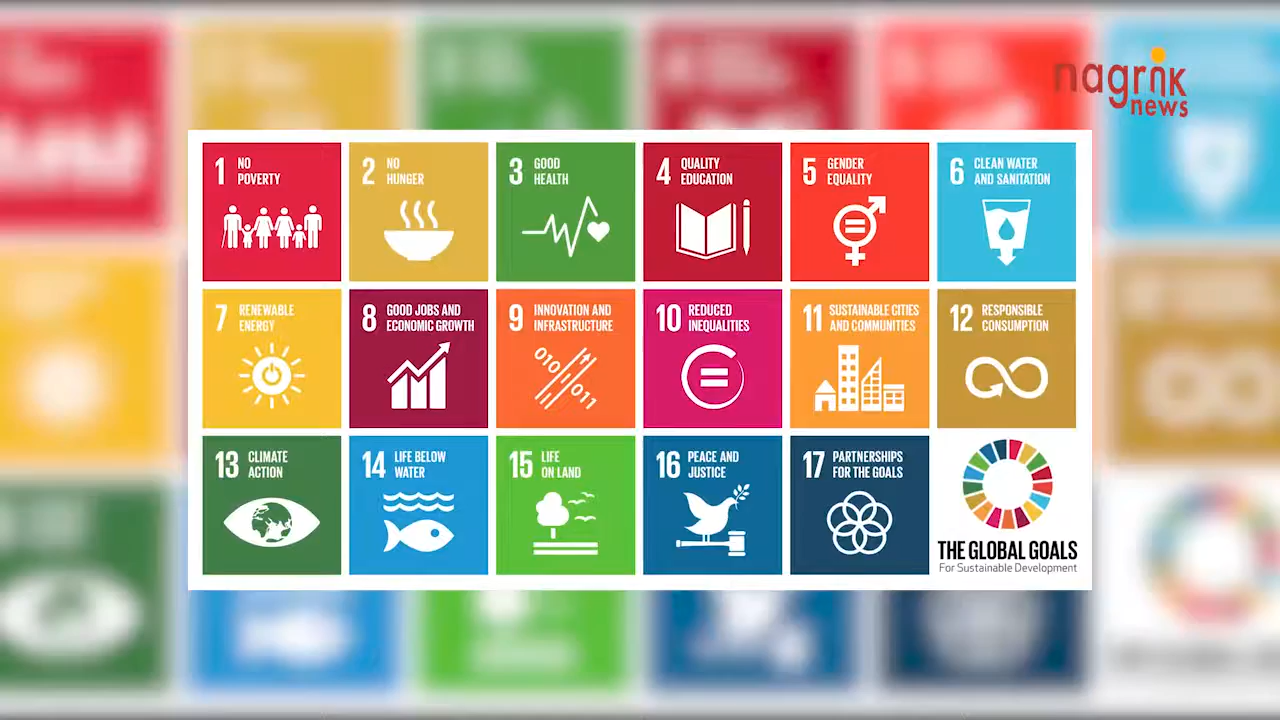 nagrik
news
1 NO
POVERTY
2 NO
HUNGER
3 GOOD
HEALTH
4 QUALITY
EDUCATION
5 GENDER
EQUALITY
6 CLEAN WATER
AND SANITATION
7 RENEWABLE
ENERGY
8 GOOD JOBS AND
ECONOMIC GROWTH
9 INNOVATION AND
INFRASTRUCTURE
010
011
10 REDUCED
INEQUALITIES
11 SUSTAINABLE CITIES
AND COMMUNITIES
12 RESPONSIBLE
CONSUMPTION
13 CLIMATE
ACTION
14 LIFE BELOW
WATER
15 LIFE
ON LAND
16 PEACE AND
JUSTICE
17 PARTNERSHIPS
FOR THE GOALS
THE GLOBAL GOALS
For Sustainable Development